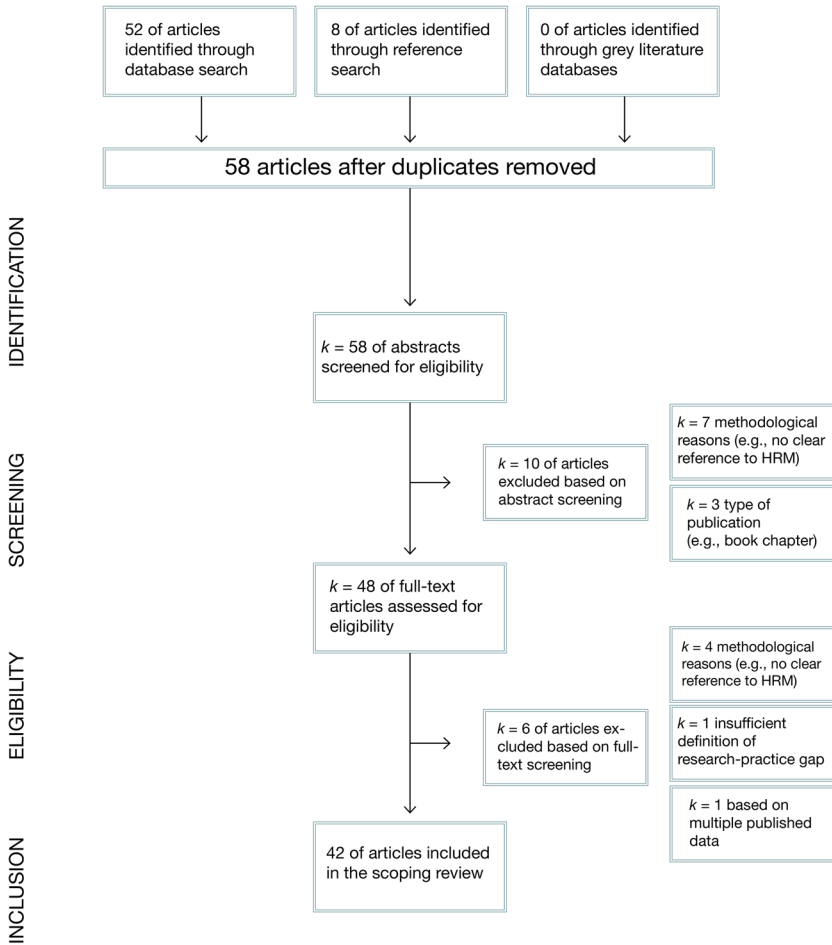 52 of articles
identified through
database search
8 of articles identified
through reference
search
0 of articles identified
through grey literature
databases
58 articles after duplicates removed
IDENTIFICATION
k = 58 of abstracts
screened for eligibility
SCREENING
k = 10 of articles
excluded based on
abstract screening
k = 7 methodological
reasons (e.g., no clear
reference to HRM)
k = 3 type of
publication
(e.g., book chapter)
k = 48 of full-text
articles assessed for
eligibility
ELIGIBILITY
k = 6 of articles ex-
cluded based on full-
text screening
k = 4 methodological
reasons (e.g., no clear
reference to HRM)
k = 1 insufficient
definition of
research-practice gap
k = 1 based on
multiple published
data
INCLUSION
42 of articles included
in the scoping review